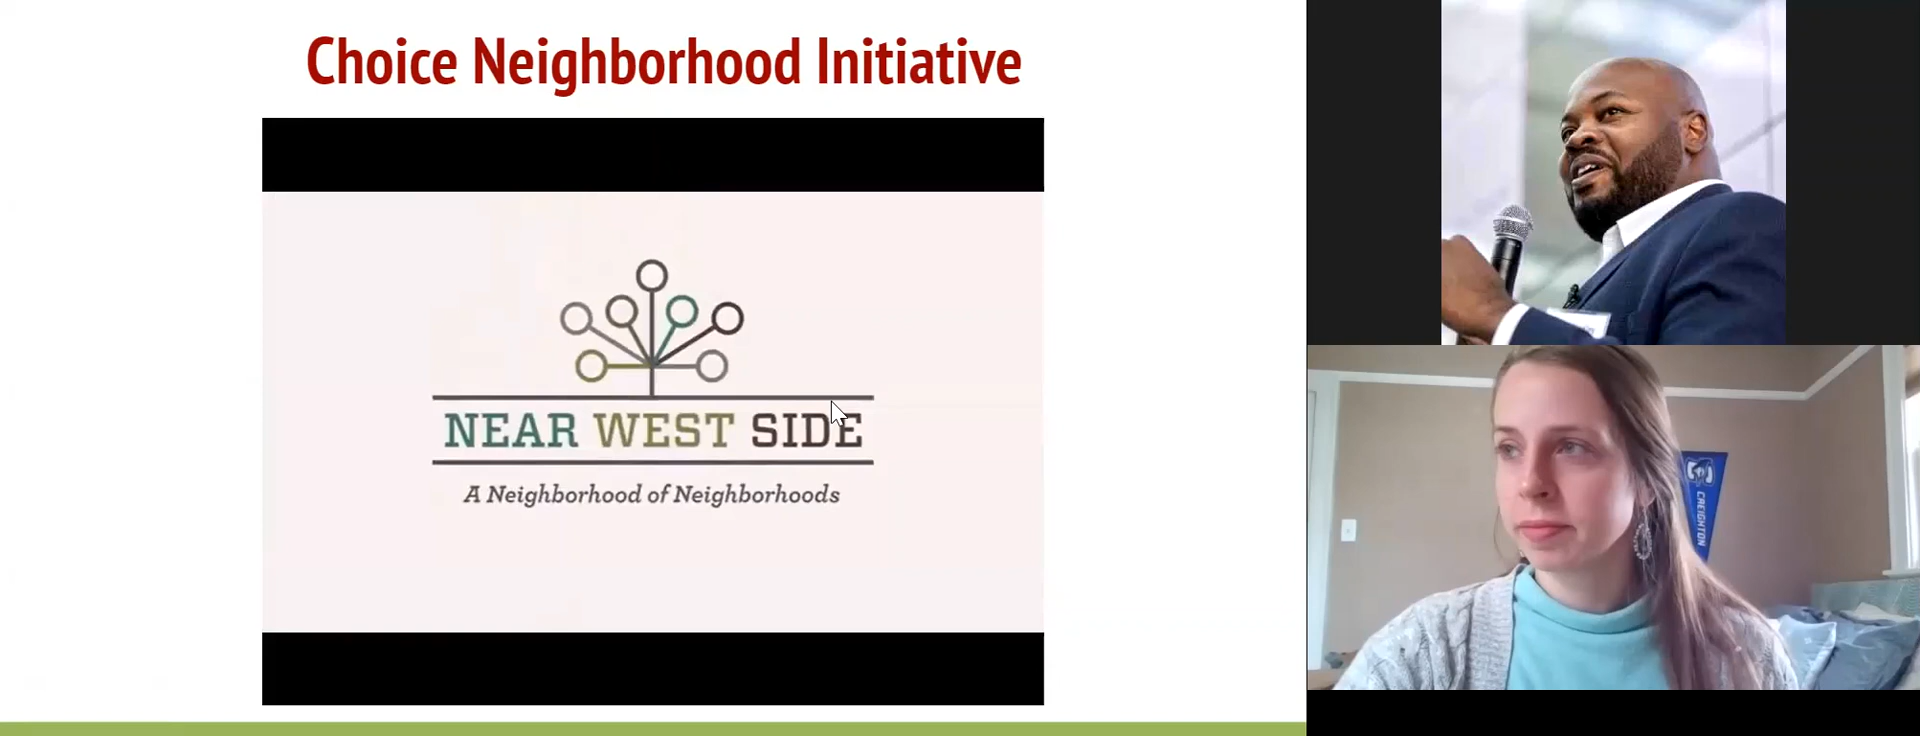 Choice Neighborhood Initiative
NEAR WEST SIDE
A Neighborhood of Neighborhoods
CREIGHTON